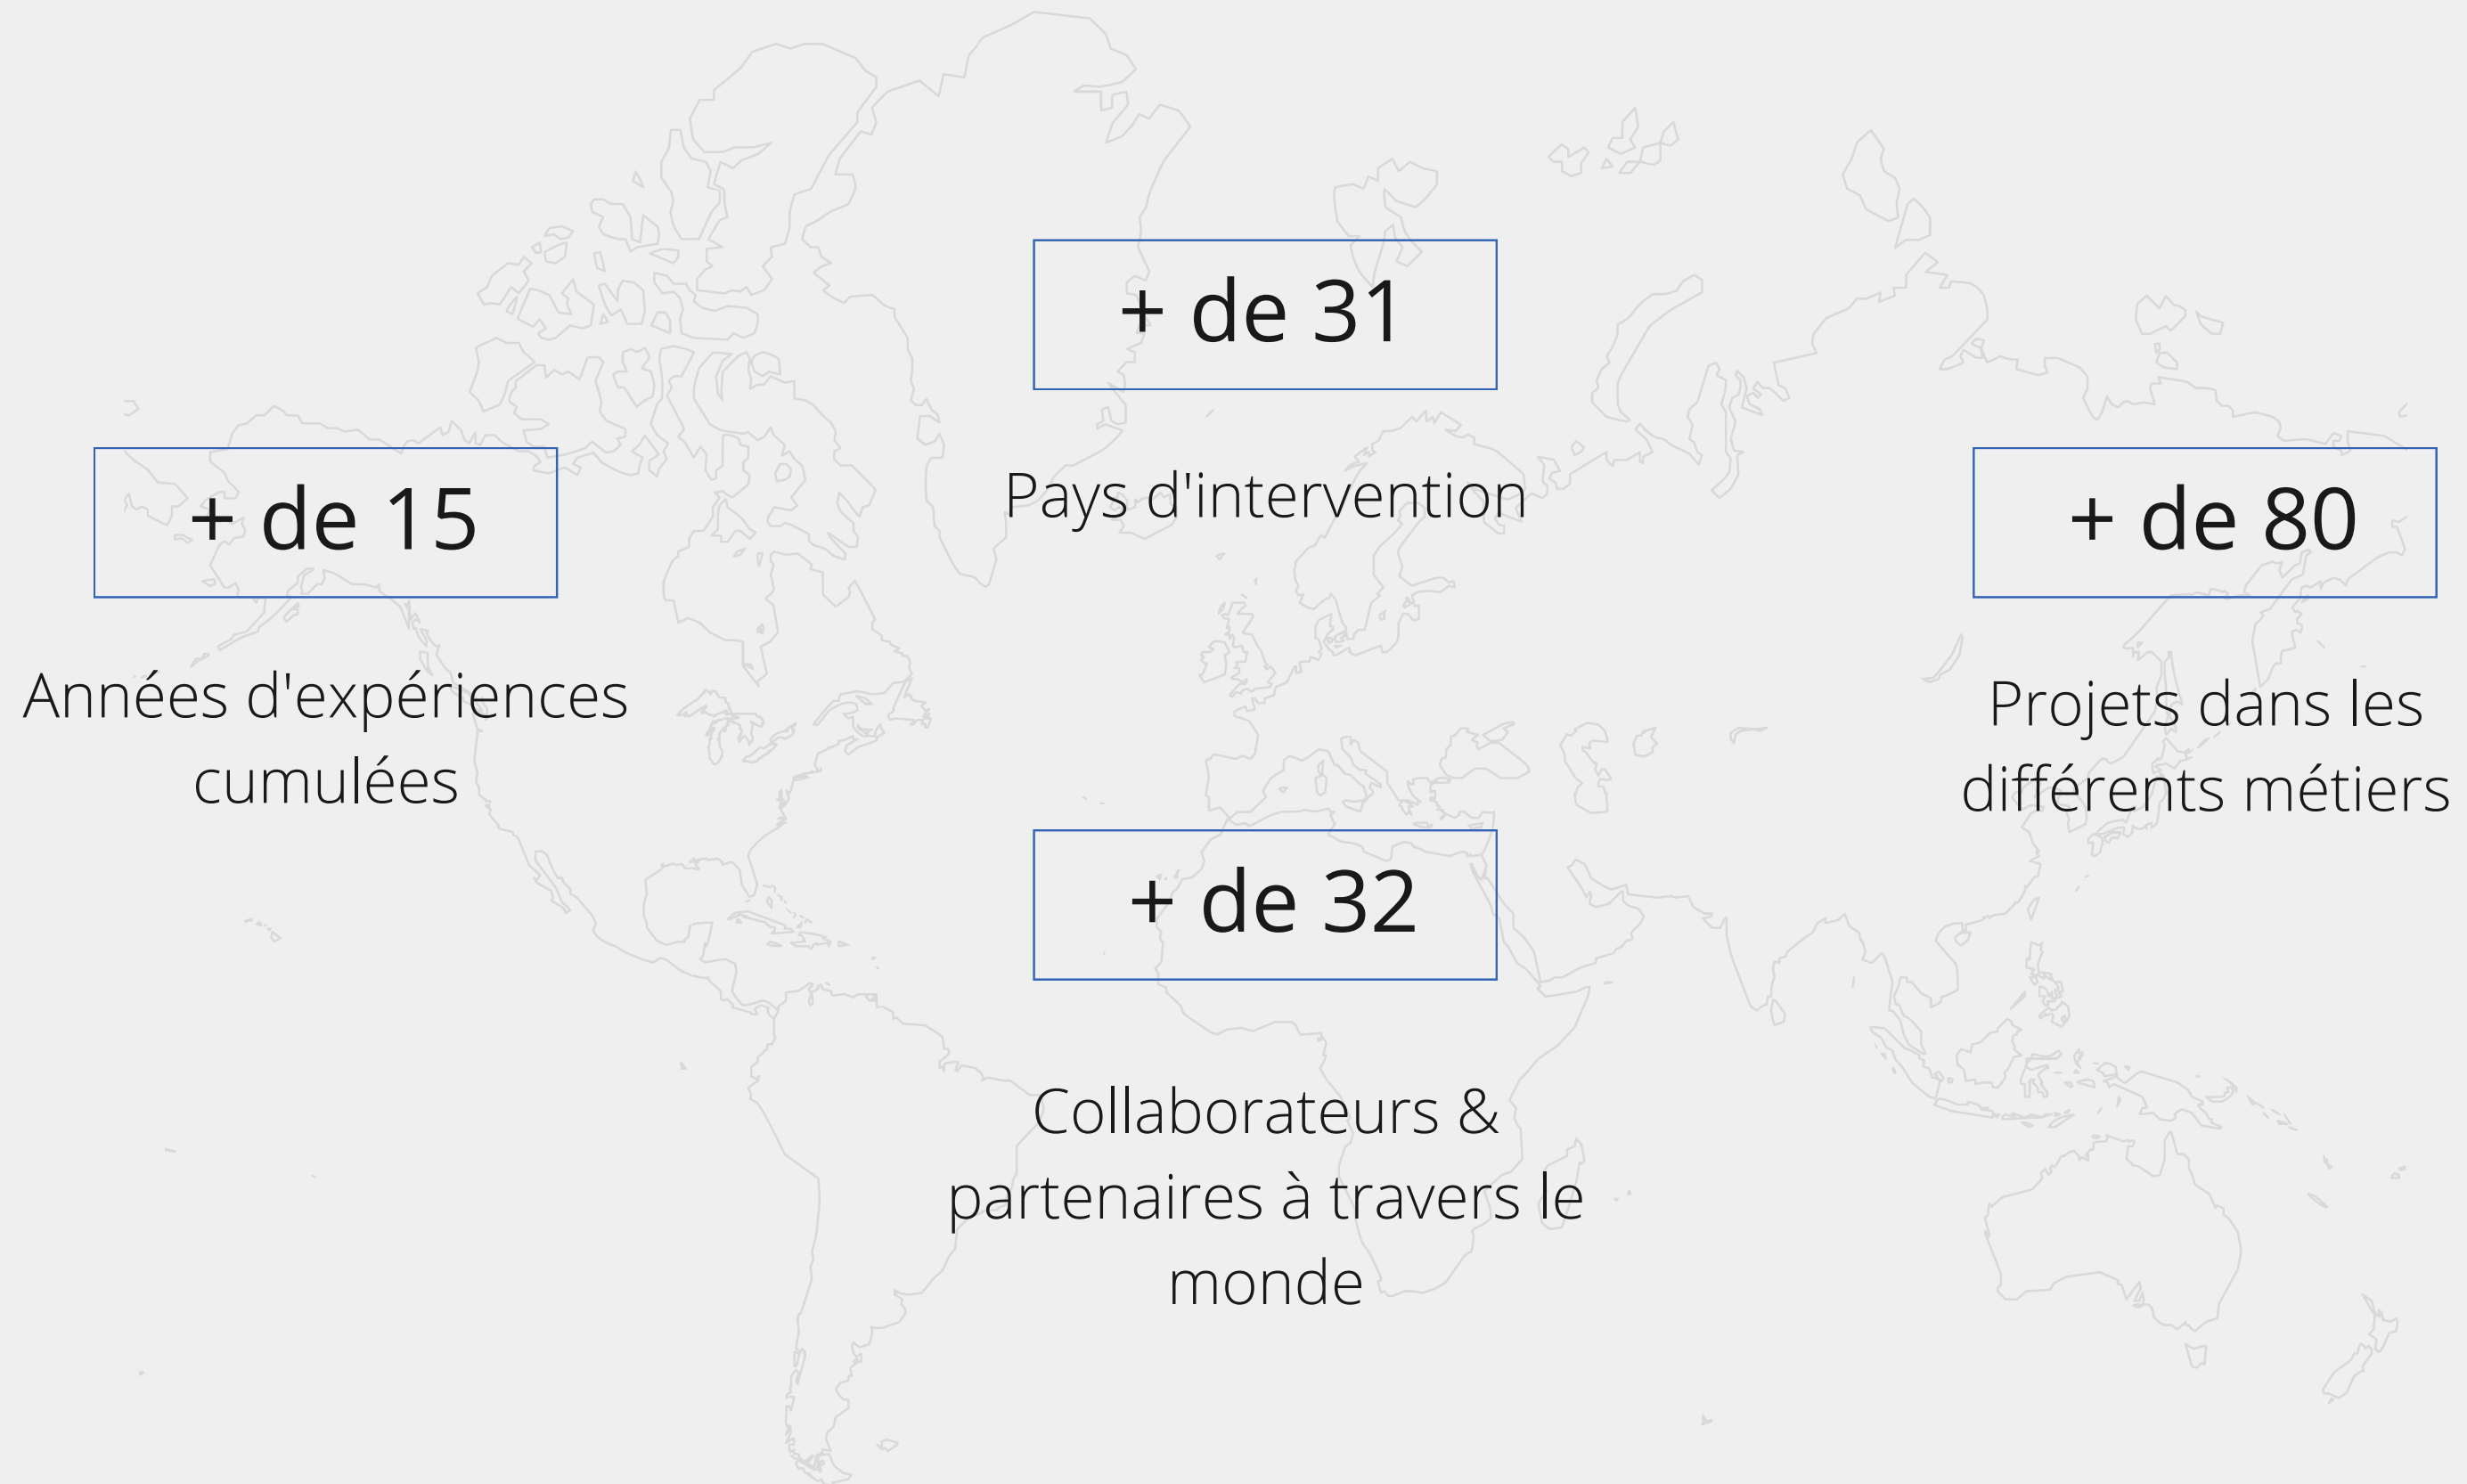 + de 15
Années d'expériences
cumulées
+ de 31
Pays d'intervention
+ de 32
Collaborateurs &
partenaires à travers le
monde
+ de 80
Projets dans les
différents métiers